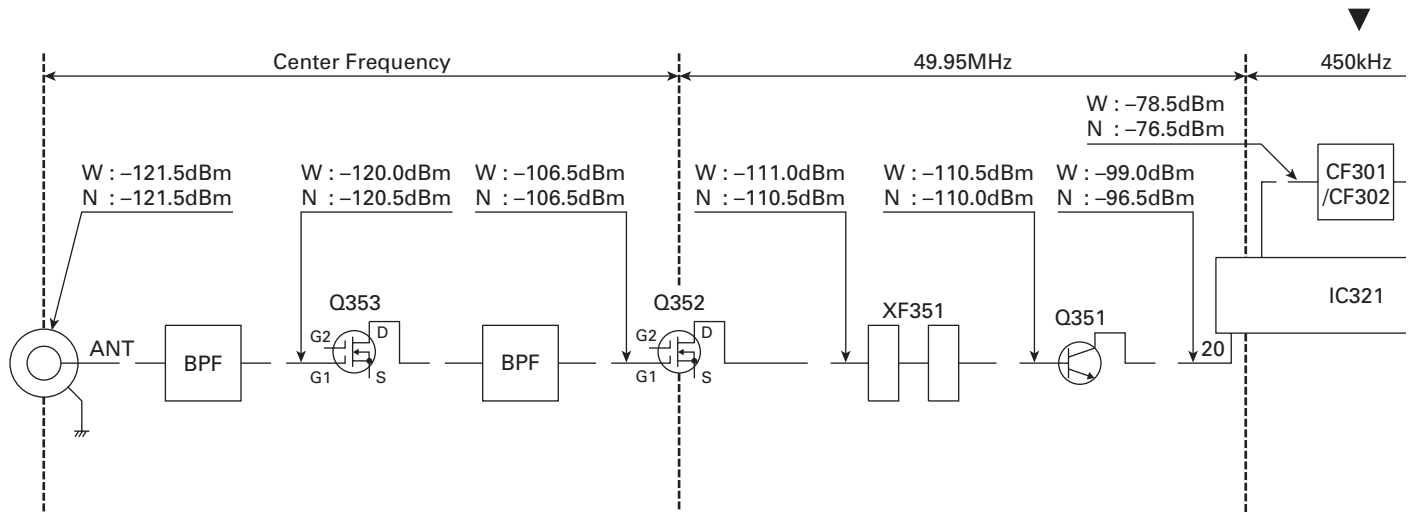 Center Frequency
49.95MHz
450kHz
W : –78.5dBm
N : –76.5dBm
W : –121.5dBm
N : –121.5dBm
W : –120.0dBm
N : –120.5dBm
W : –106.5dBm
N : –106.5dBm
W : –111.0dBm
N : –110.5dBm
W : –110.5dBm
N : –110.0dBm
W : –99.0dBm
N : –96.5dBm
CF301
/CF302
Q353
Q352
XF351
Q351
IC321
ANT
BPF
G2
D
G1
S
BPF
G2
D
G1
S
20